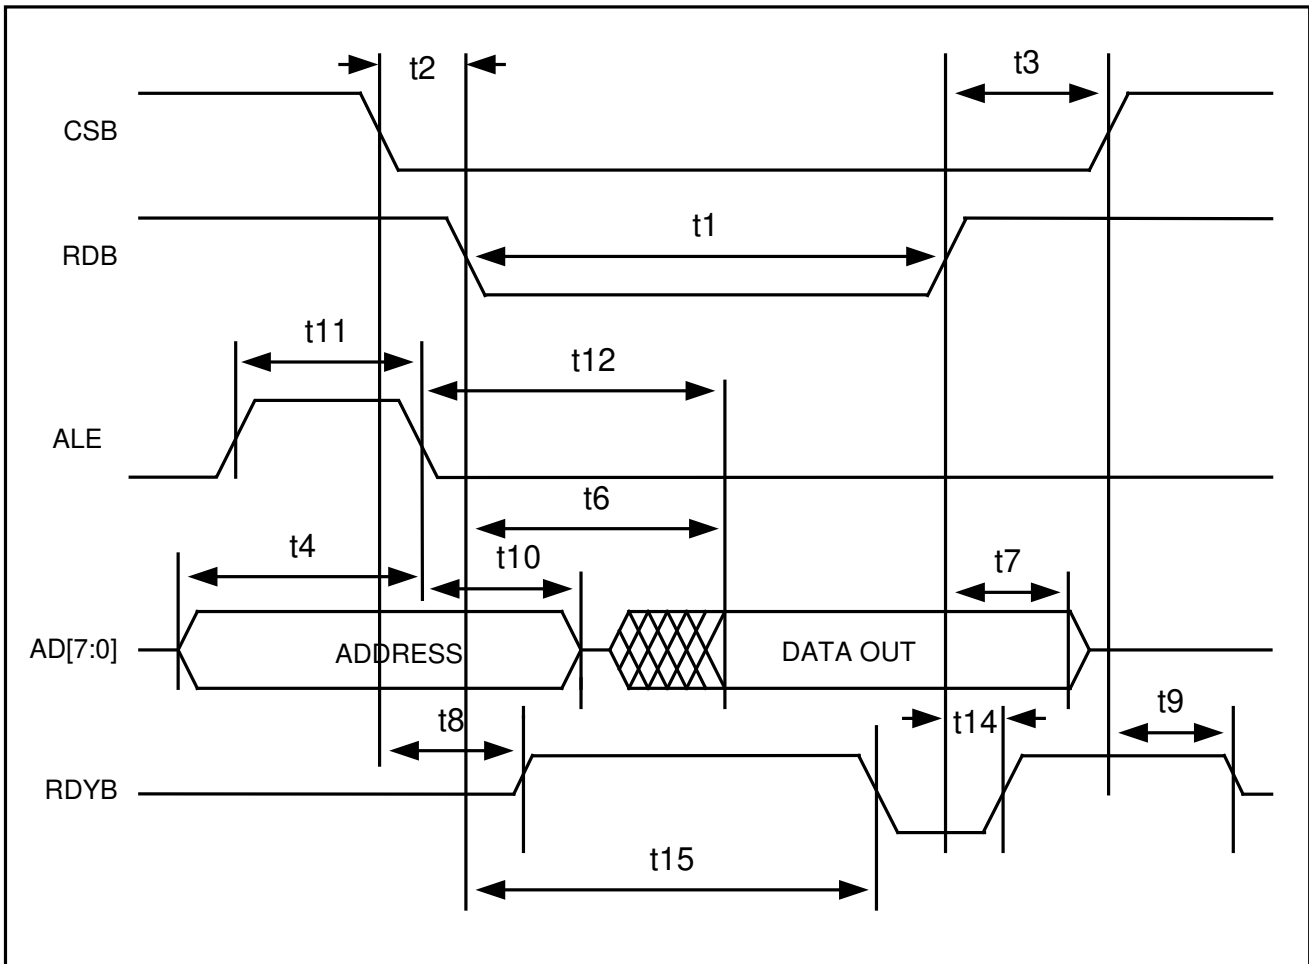 t2
t3
CSB
t1
RDB
t11
t12
ALE
t6
t4
t10
t7
AD[7:0]
ADDRESS
DATA OUT
t8
t14
t9
RDYB
t15